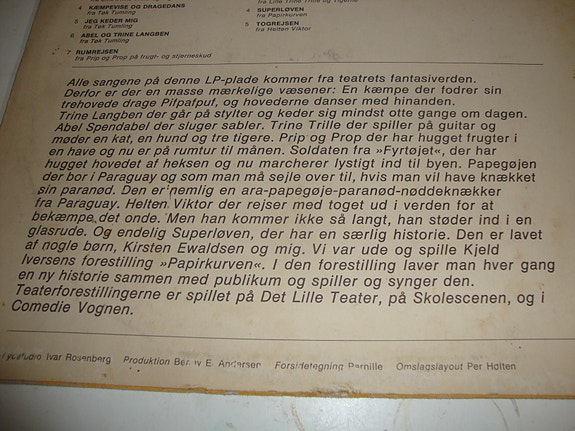 fra Lille Trine Trille og Tigerne
4 KÆMPEVISE OG DRAGEDANS
fra Tøk Tumling
4 SUPERLØVEN
fra Papirkurven
5 JEG KEDER MIG
fra Tøk Tumling
5 TOGREJSEN
fra Helten Viktor
6 ABEL OG TRINE LANGBEN
fra Tøk Tumling
7 RUMREJSEN
fra Prip og Prop på frugt- og stjerneskud
Alle sangene på denne LP-plade kommer fra teatrets fantasiverden.
Derfor er der en masse mærkelige væsener: En kæmpe der fodrer sin
trehovede drage Pifpafpuf, og hovederne danser med hinanden.
Trine Langben der går på stylter og keder sig mindst otte gange om dagen.
Abel Spendabel der sluger sabler. Trine Trille der spiller på guitar og
møder en kat, en hund og tre tigere. Prip og Prop der har hugget frugter i
en have og nu er på rumtur til månen. Soldaten fra »Fyrtøjet«, der har
hugget hovedet af heksen og nu marcherer lystigt ind til byen. Papegøjen
der bor i Paraguay og som man må sejle over til, hvis man vil have knækket
sin paranød. Den er nemlig en ara-papegøje-paranød-nøddeknækker
fra Paraguay. Helten Viktor der rejser med toget ud i verden for at
bekæmpe det onde. Men han kommer ikke så langt, han støder ind i en
glasrude. Og endelig Superløven, der har en særlig historie. Den er lavet
af nogle børn, Kirsten Ewaldsen og mig. Vi var ude og spille Kjeld
Iversens forestilling »Papirkurven«. I den forestilling laver man hver gang
en ny historie sammen med publikum og spiller og synger den.
Teaterforestillingerne er spillet på Det Lille Teater, på Skolescenen, og i
Comedie Vognen.
Ivar Rosenberg Produktion Benny E. Andersen Forsidetegning Pernille Omslagslayout Per Holten